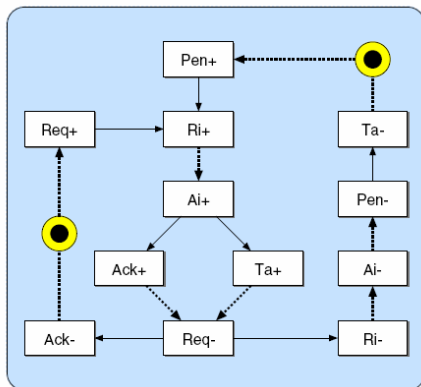 Pen+
Req+ Ri+ Ta-
Ai+ Pen-
Ack+ Ta+ Ai-
Ack- Req- Ri-